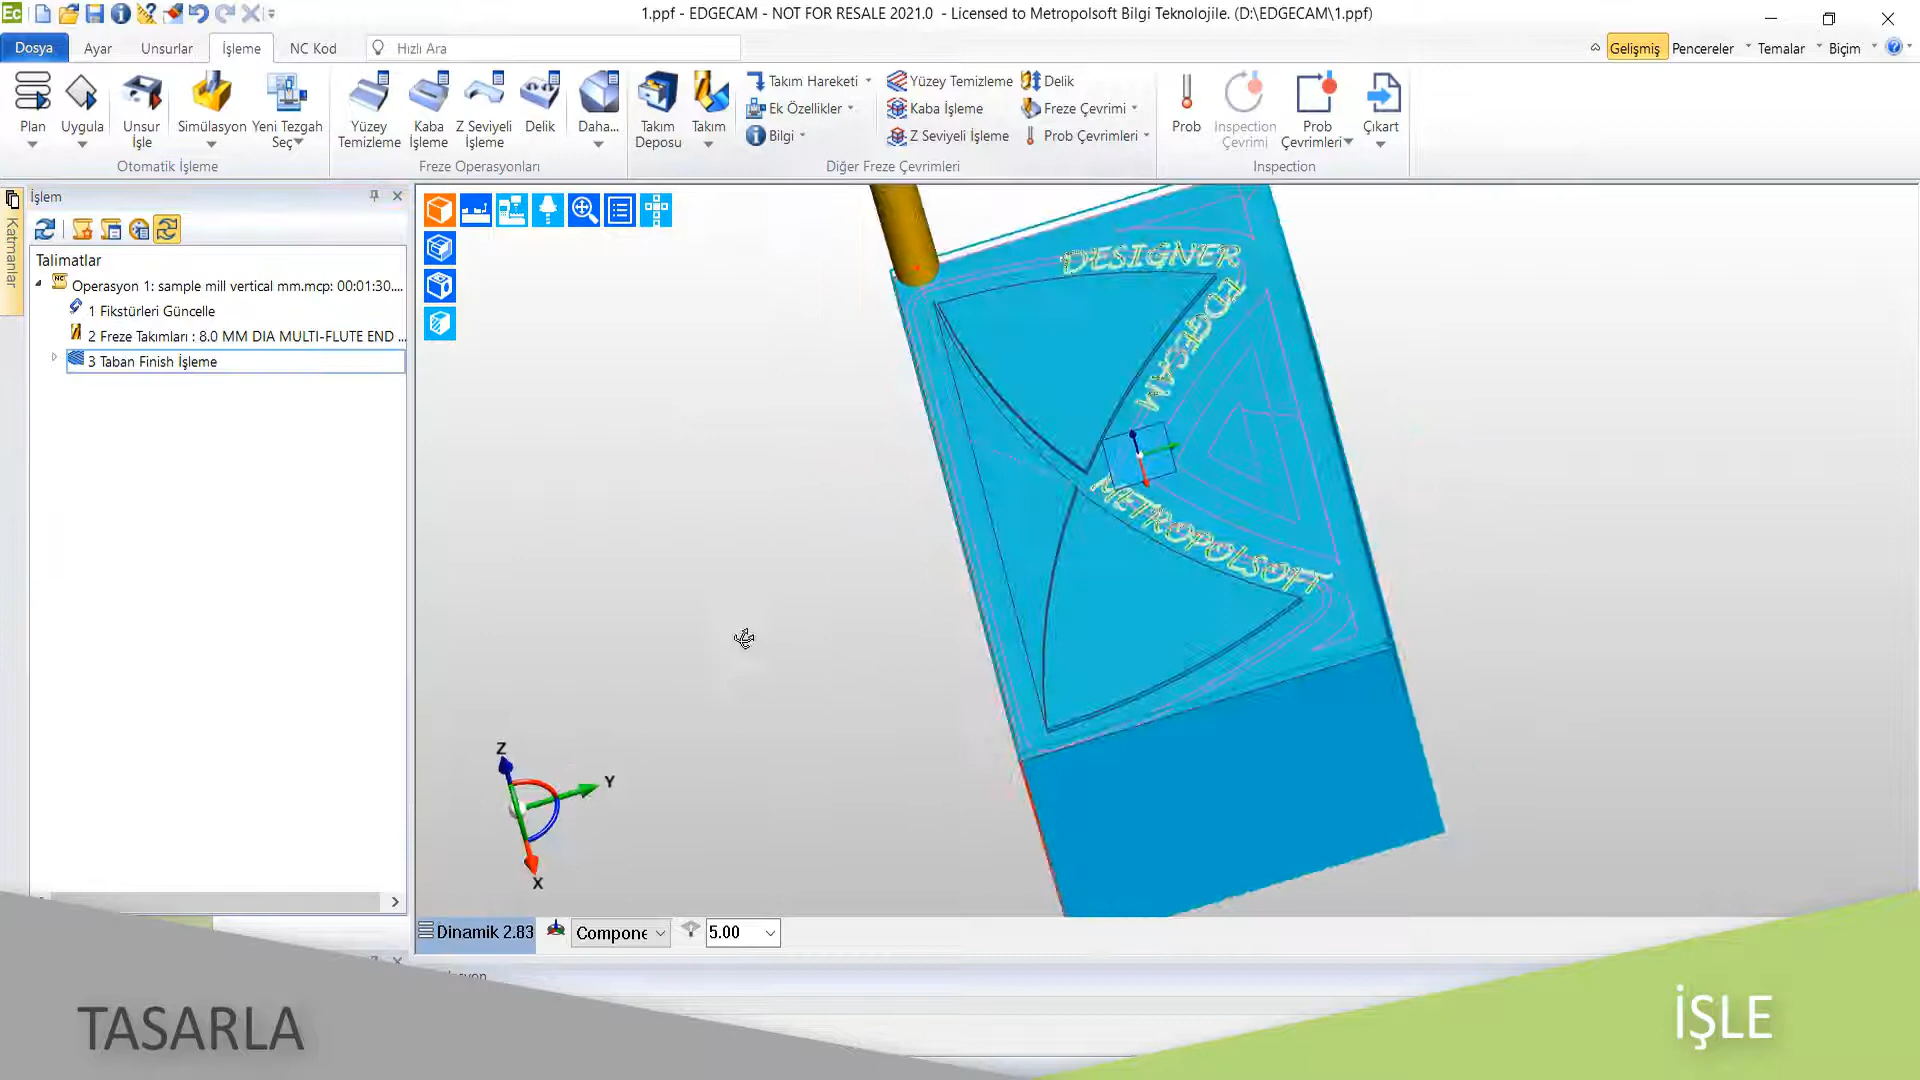 1.ppf - EDGECAM - NOT FOR RESALE 2021.0 - Licensed to Metropolsoft Bilgi Teknolojile. (D:\EDGECAM\1.ppf)
Dosya Ayar Unsurlar İşleme NC Kod Hızlı Ara Gelişmiş Pencereler Temalar Biçim
Plan Uygula Unsur İşle Simülasyon Yeni Tezgah Seç
Otomatik İşleme
Yüzey Temizleme Kaba İşleme Z Seviyeli İşleme Delik Daha...
Freze Operasyonları
Takım Deposu Takım
Takım Hareketi Yüzey Temizleme Delik
Ek Özellikler Kaba İşleme Freze Çevrimi
Bilgi Z Seviyeli İşleme Prob Çevrimleri
Diğer Freze Çevrimleri
Prob Inspection Çevrimi Prob Çevrimleri Çıkart
Inspection
Katmanlar
İşlem
Talimatlar
Operasyon 1: sample mill vertical mm.mcp: 00:01:30....
1 Fikstürleri Güncelle
2 Freze Takımları : 8.0 MM DIA MULTI-FLUTE END ...
3 Taban Finish İşleme
DESIGNER
EDGECAM
METROPOLSOFT
Z
Y
X
Dinamik 2.83 Compone 5.00
TASARLA
İŞLE